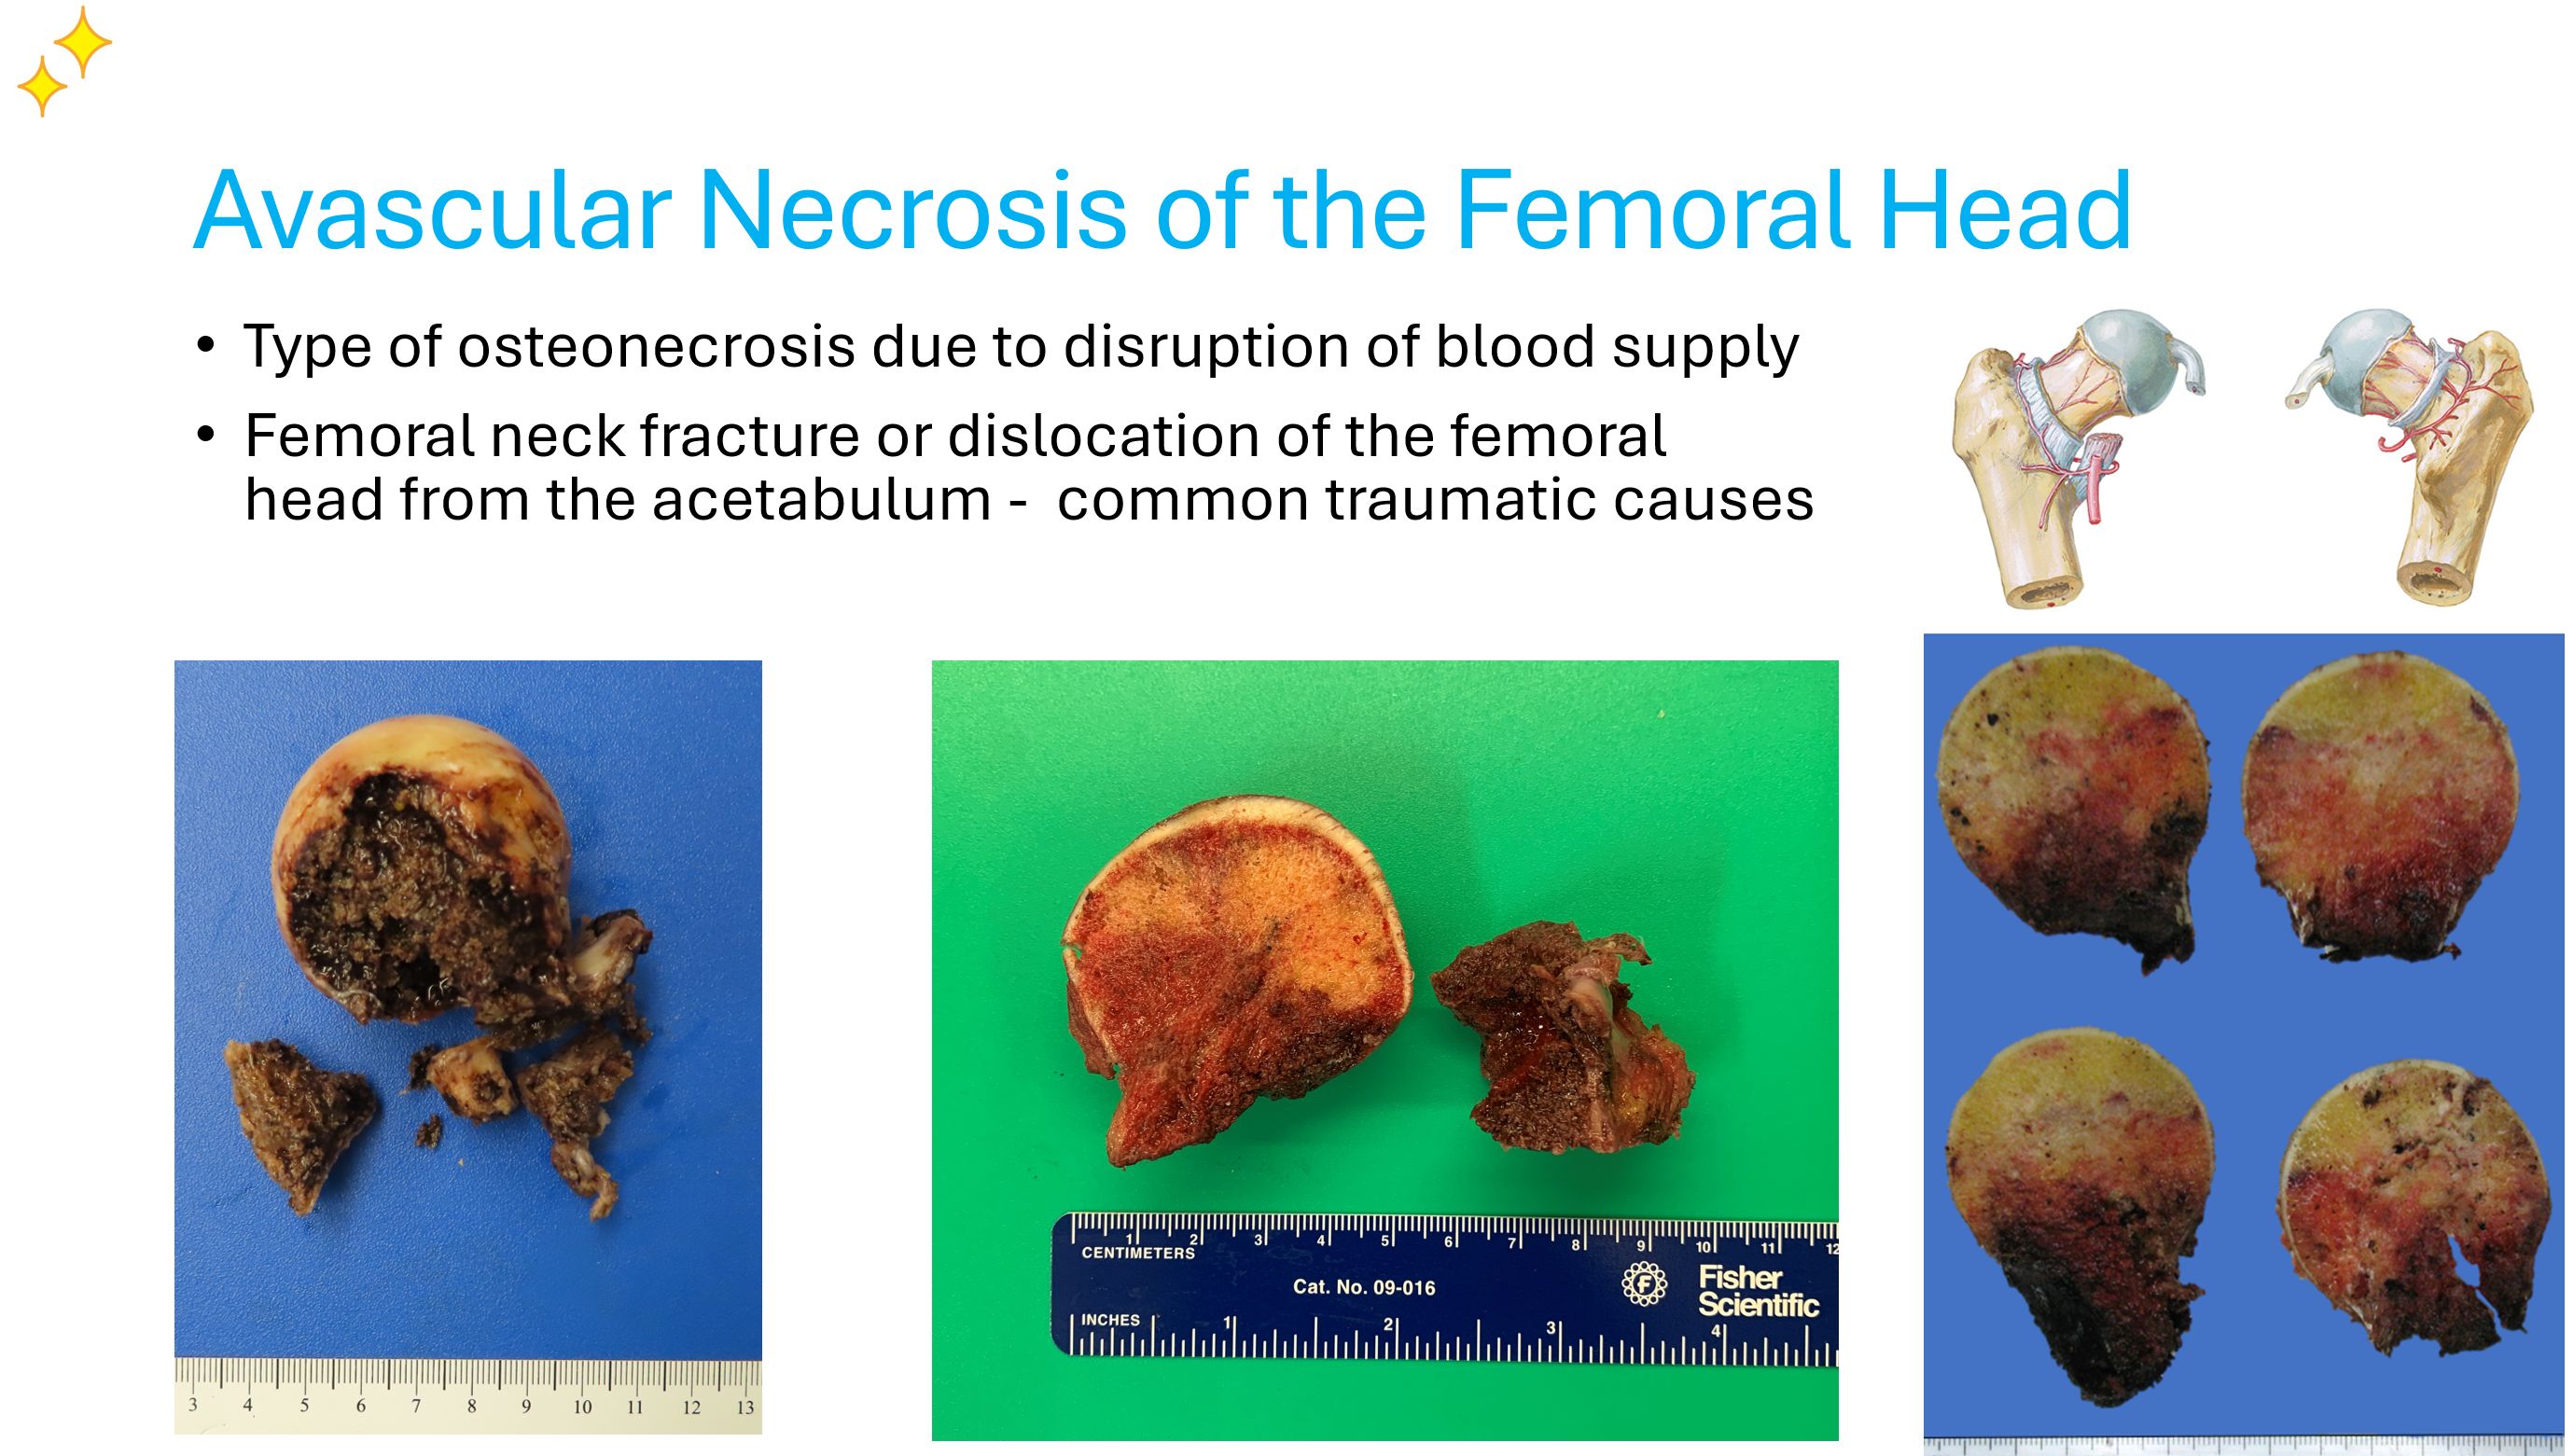 Avascular Necrosis of the Femoral Head
• Type of osteonecrosis due to disruption of blood supply
• Femoral neck fracture or dislocation of the femoral
head from the acetabulum -  common traumatic causes
3 4 5 6 7 8 9 10 11 12 13
1 2 3 4 5 6 7 8 9 10 11 12
CENTIMETERS
Cat. No. 09-016
F
Fisher
Scientific
INCHES
1 2 3 4